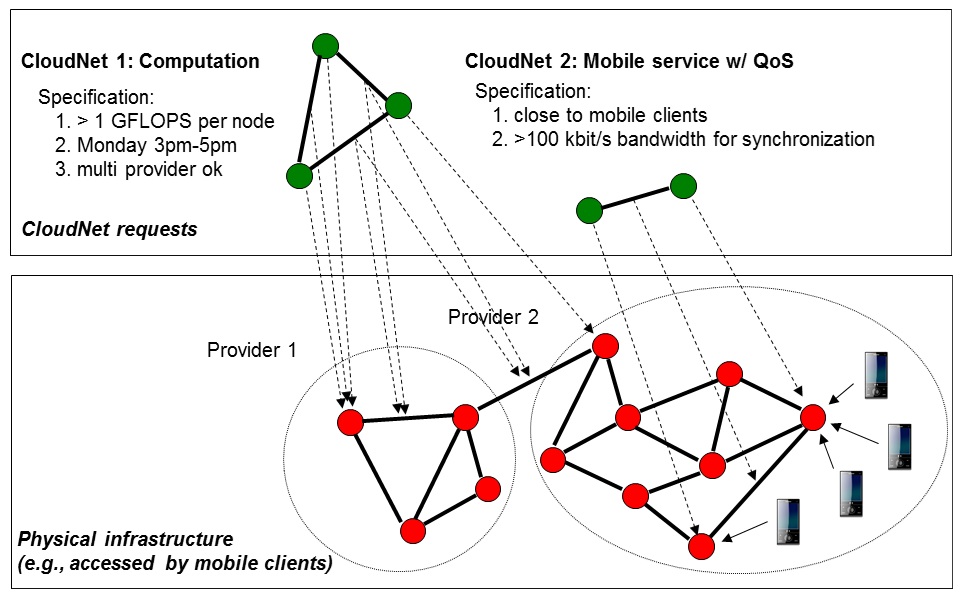 CloudNet 1: Computation
Specification:
1. > 1 GFLOPS per node
2. Monday 3pm-5pm
3. multi provider ok
CloudNet 2: Mobile service w/ QoS
Specification:
1. close to mobile clients
2. >100 kbit/s bandwidth for synchronization
CloudNet requests
Provider 1
Provider 2
Physical infrastructure
(e.g., accessed by mobile clients)